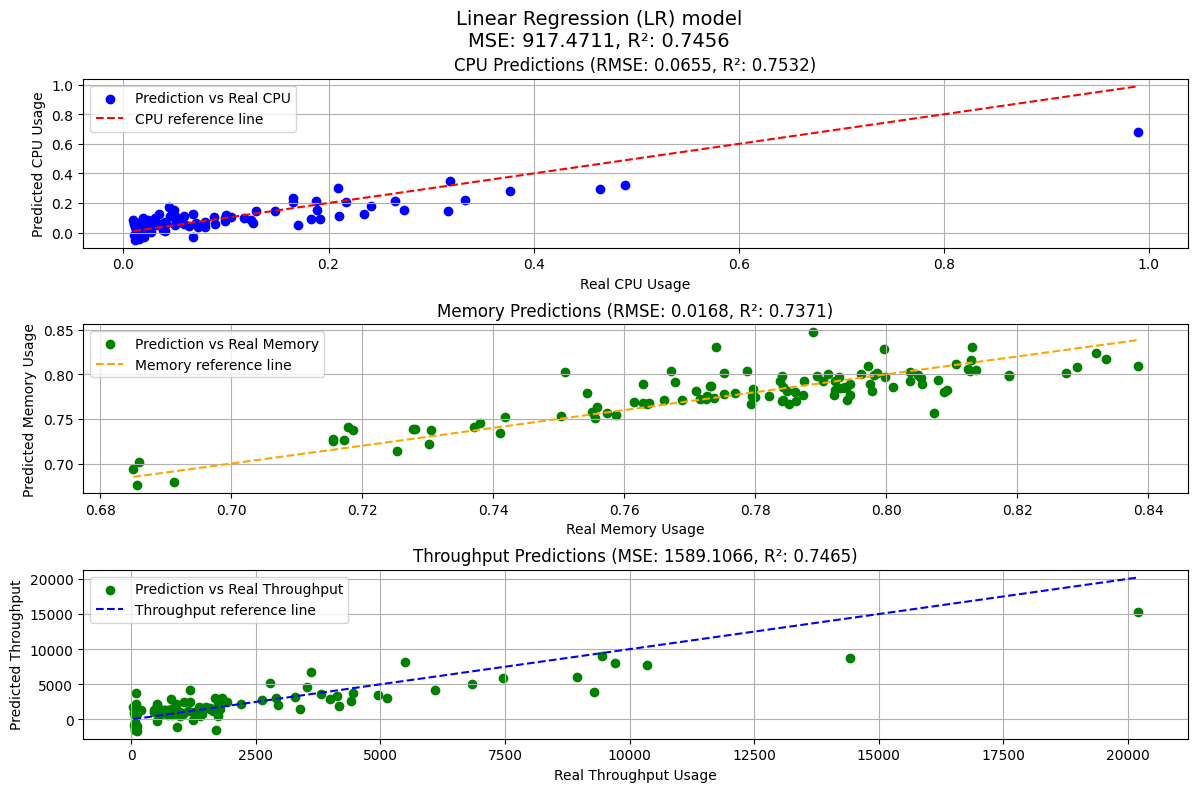 Linear Regression (LR) model
MSE: 917.4711, R²: 0.7456
CPU Predictions (RMSE: 0.0655, R²: 0.7532)
Predicted CPU Usage
1.0
0.8
0.6
0.4
0.2
0.0
Prediction vs Real CPU
CPU reference line
0.0 0.2 0.4 0.6 0.8 1.0
Real CPU Usage
Memory Predictions (RMSE: 0.0168, R²: 0.7371)
Predicted Memory Usage
0.85
0.80
0.75
0.70
Prediction vs Real Memory
Memory reference line
0.68 0.70 0.72 0.74 0.76 0.78 0.80 0.82 0.84
Real Memory Usage
Throughput Predictions (MSE: 1589.1066, R²: 0.7465)
Predicted Throughput
20000
15000
10000
5000
0
Prediction vs Real Throughput
Throughput reference line
0 2500 5000 7500 10000 12500 15000 17500 20000
Real Throughput Usage